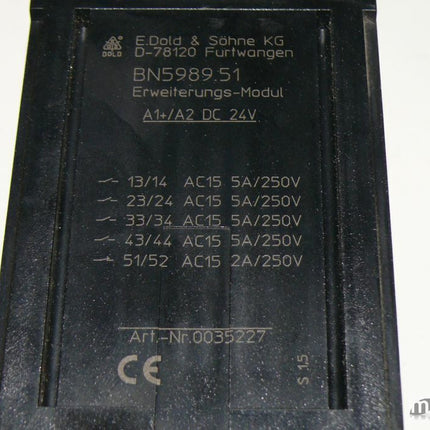 DOLD
E.Dold & Söhne KG
D-78120 Furtwangen
BN5989.51
Erweiterungs-Modul
A1+/A2 DC 24V
13/14 AC15 5A/250V
23/24 AC15 5A/250V
33/34 AC15 5A/250V
43/44 AC15 5A/250V
51/52 AC15 2A/250V
Art.-Nr.0035227
CE
S 1.5